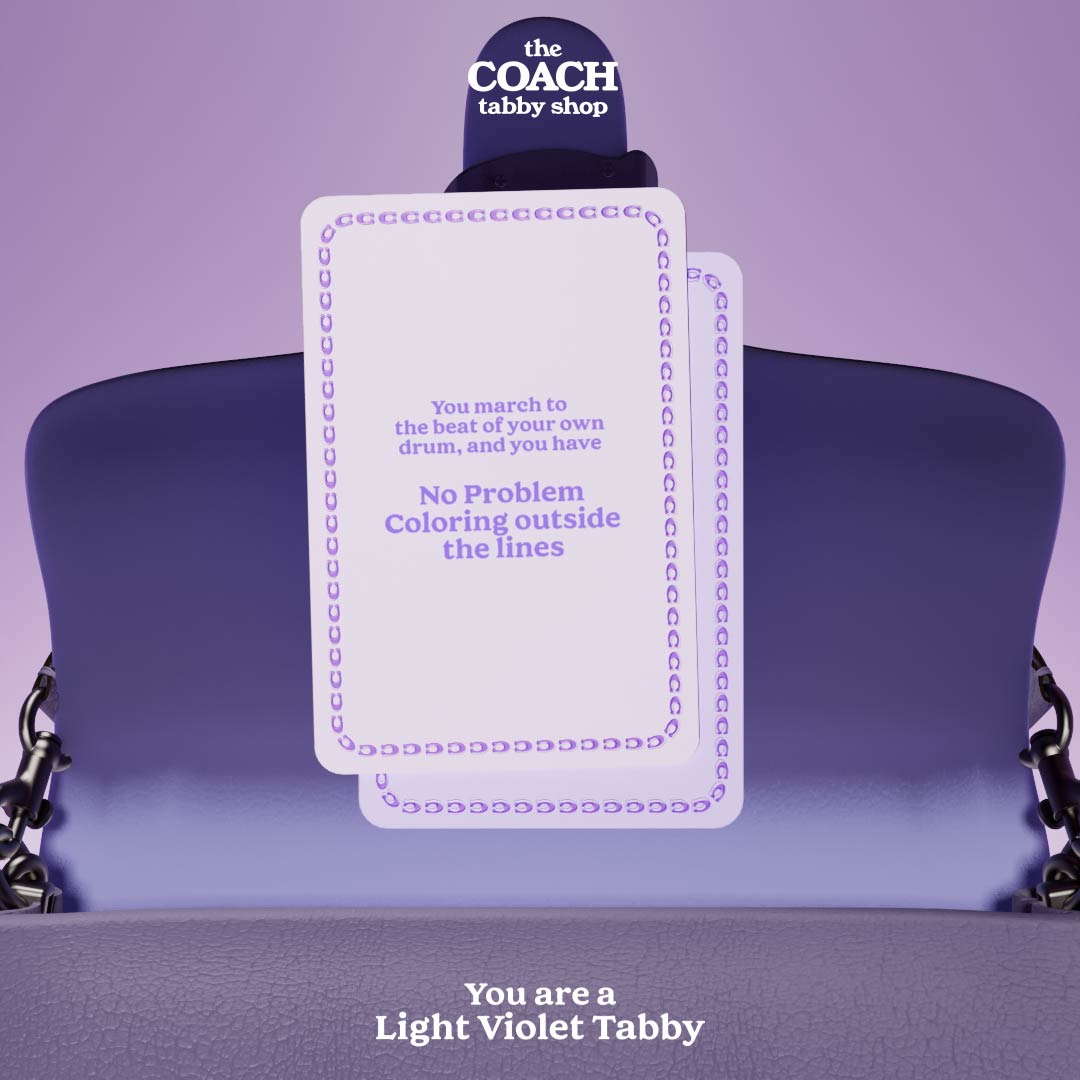 the
COACH
tabby shop
You march to
the beat of your own
drum, and you have
No Problem
Coloring outside
the lines
You are a
Light Violet Tabby